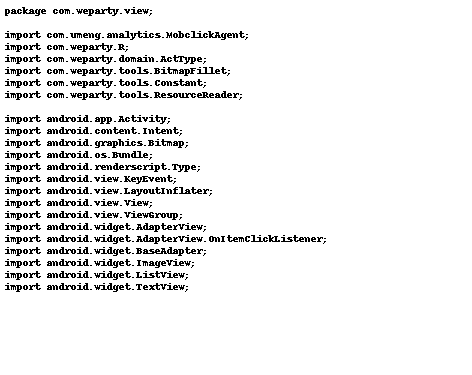 package com.weparty.view;
import com.umeng.analytics.MobclickAgent;
import com.weparty.R;
import com.weparty.domain.ActType;
import com.weparty.tools.BitmapFillet;
import com.weparty.tools.Constant;
import com.weparty.tools.ResourceReader;
import android.app.Activity;
import android.content.Intent;
import android.graphics.Bitmap;
import android.os.Bundle;
import android.renderscript.Type;
import android.view.KeyEvent;
import android.view.LayoutInflater;
import android.view.View;
import android.view.ViewGroup;
import android.widget.AdapterView;
import android.widget.AdapterView.OnItemClickListener;
import android.widget.BaseAdapter;
import android.widget.ImageView;
import android.widget.ListView;
import android.widget.TextView;